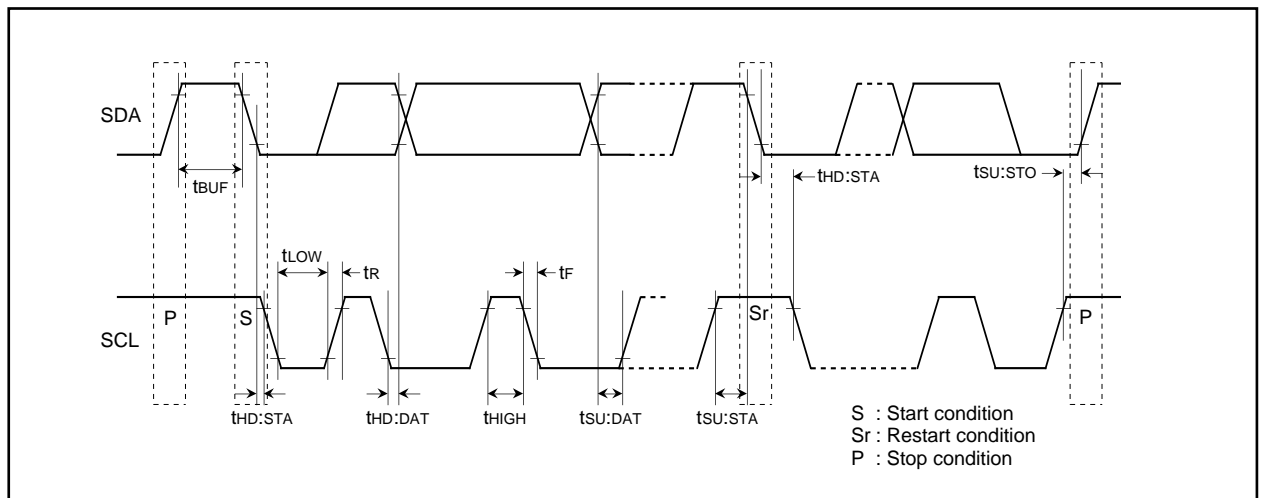 SDA
tBUF
tHD:STA
tSU:STO
tLOW
tR
tF
P
S
Sr
P
SCL
tHD:STA
tHD:DAT
tHIGH
tSU:DAT
tSU:STA
S : Start condition
Sr : Restart condition
P : Stop condition